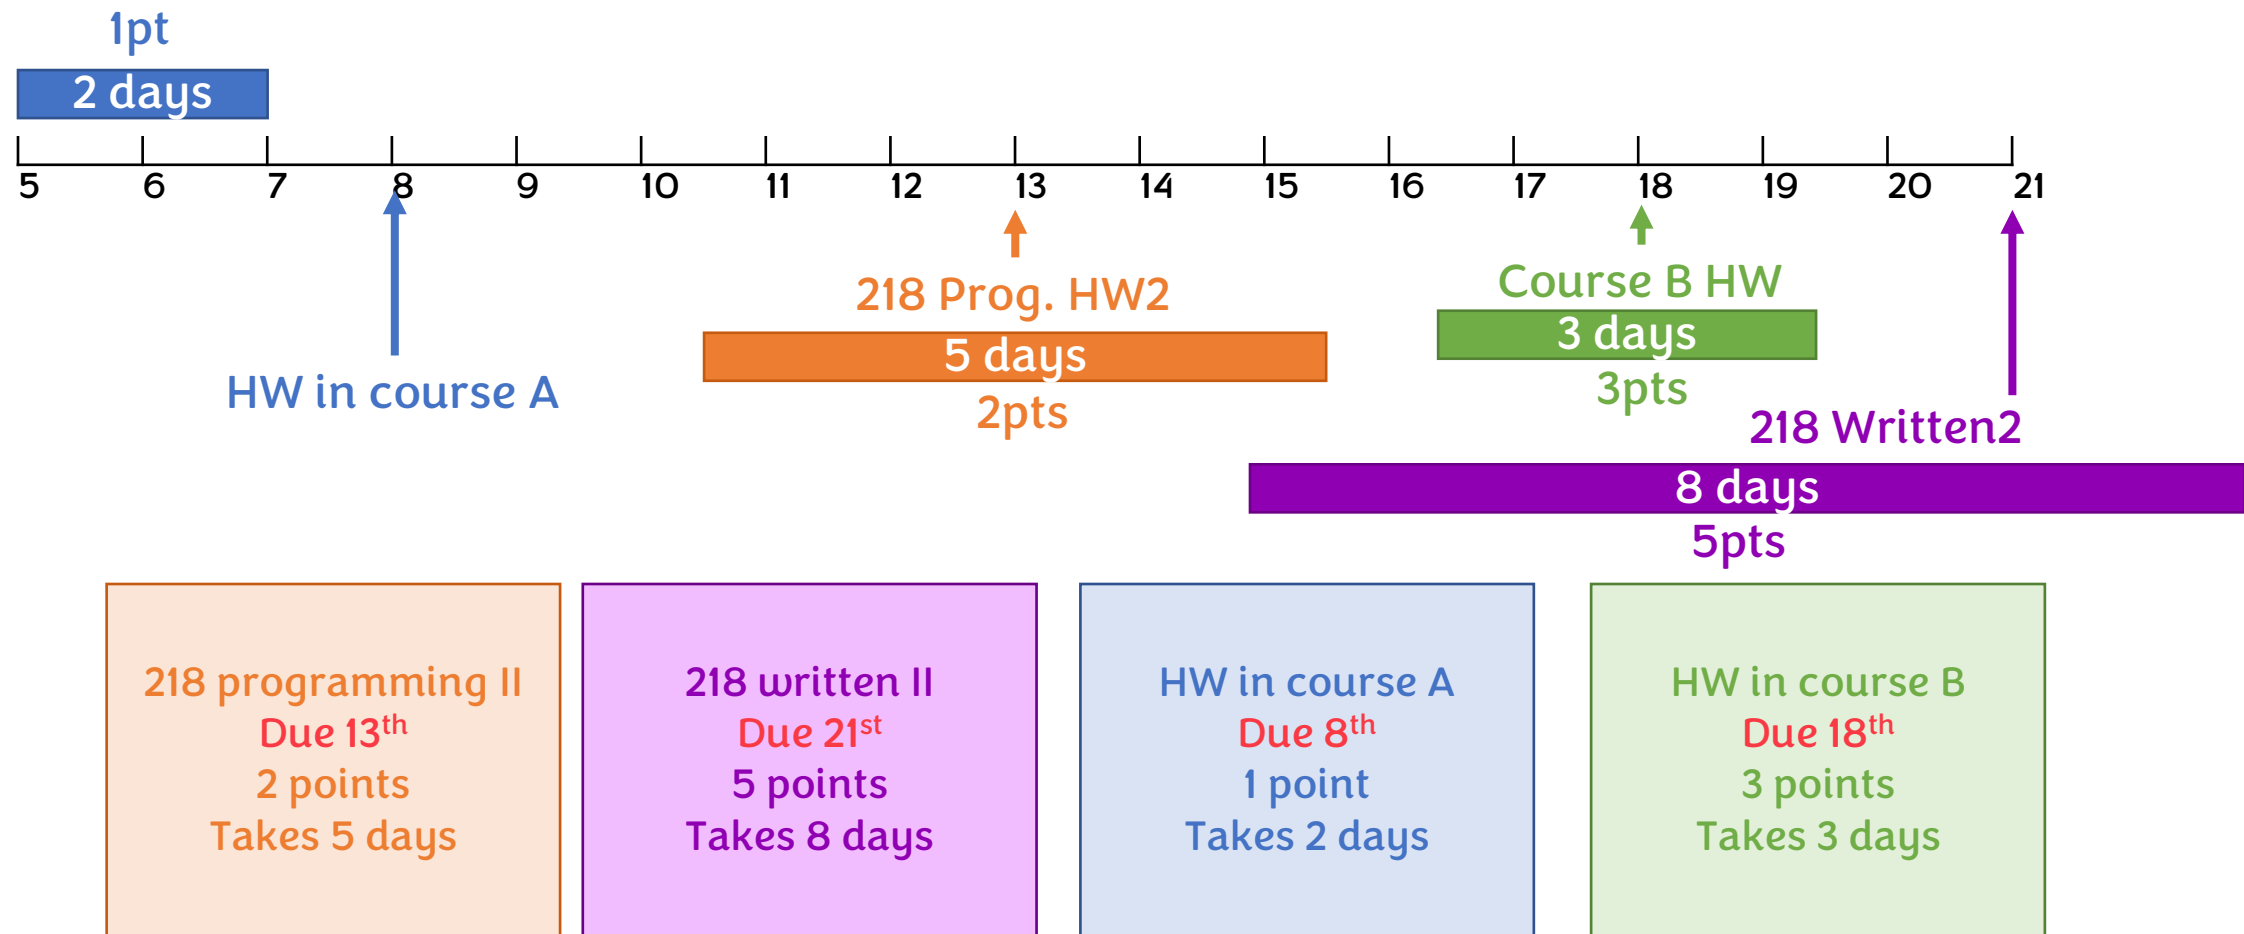 1pt
2 days
5 6 7 8 9 10 11 12 13 14 15 16 17 18 19 20 21
HW in course A
218 Prog. HW2
5 days
2pts
Course B HW
3 days
3pts
218 Written2
8 days
5pts
218 programming II
Due 13th
2 points
Takes 5 days
218 written II
Due 21st
5 points
Takes 8 days
HW in course A
Due 8th
1 point
Takes 2 days
HW in course B
Due 18th
3 points
Takes 3 days